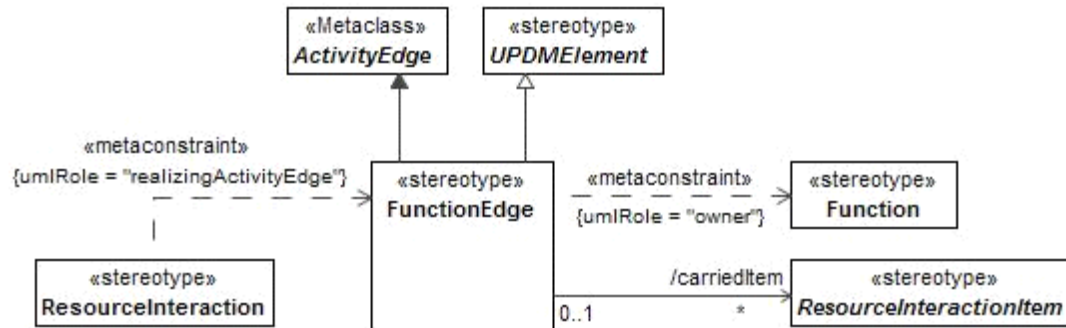 «Metaclass»
ActivityEdge
«stereotype»
UPDMElement
«metaconstraint»
{umlRole = "realizingActivityEdge"}
«stereotype»
FunctionEdge
«metaconstraint»
{umlRole = "owner"}
«stereotype»
Function
«stereotype»
ResourceInteraction
/carriedItem
0..1
*
«stereotype»
ResourceInteractionItem